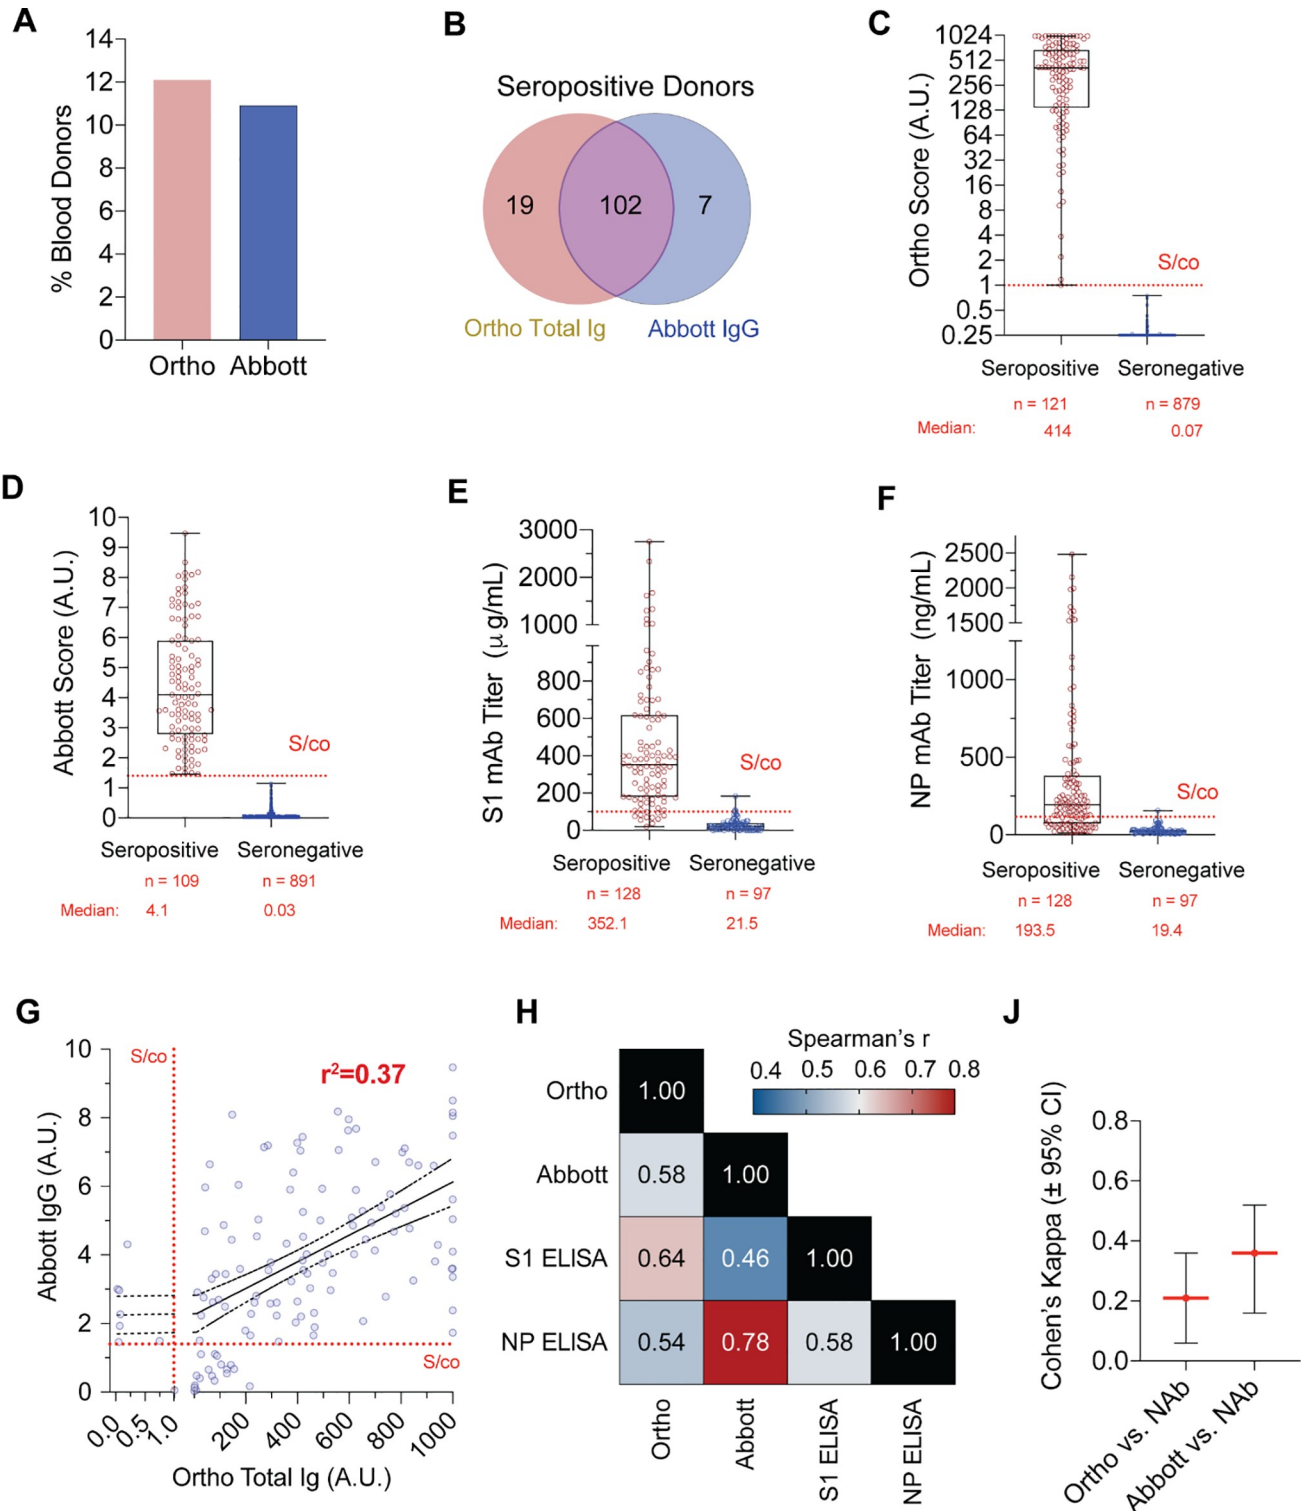 A
14
12
10
8
6
4
2
0
% Blood Donors
Ortho Abbott
B
Seropositive Donors
19 102 7
Ortho Total Ig Abbott IgG
C
1024
512
256
128
64
32
16
8
4
2
1
0.5
0.25
Ortho Score (A.U.)
S/co
Seropositive Seronegative
n = 121 n = 879
Median: 414 0.07
D
10
9
8
7
6
5
4
3
2
1
0
Abbott Score (A.U.)
S/co
Seropositive Seronegative
n = 109 n = 891
Median: 4.1 0.03
E
3000
2000
1000
800
600
400
200
0
S1 mAb Titer (μ g/mL)
S/co
Seropositive Seronegative
n = 128 n = 97
Median: 352.1 21.5
F
2500
2000
1500
1000
500
0
NP mAb Titer (ng/mL)
S/co
Seropositive Seronegative
n = 128 n = 97
Median: 193.5 19.4
G
10
8
6
4
2
0
Abbott IgG (A.U.)
S/co
r²=0.37
S/co
0.0 0.5 1.0 200 400 600 800 1000
Ortho Total Ig (A.U.)
H
Spearman's r
0.4 0.5 0.6 0.7 0.8
Ortho 1.00
Abbott 0.58 1.00
S1 ELISA 0.64 0.46 1.00
NP ELISA 0.54 0.78 0.58 1.00
Ortho Abbott S1 ELISA NP ELISA
J
0.8
0.6
0.4
0.2
0.0
Cohen's Kappa (± 95% CI)
Ortho vs. NAb
Abbott vs. NAb